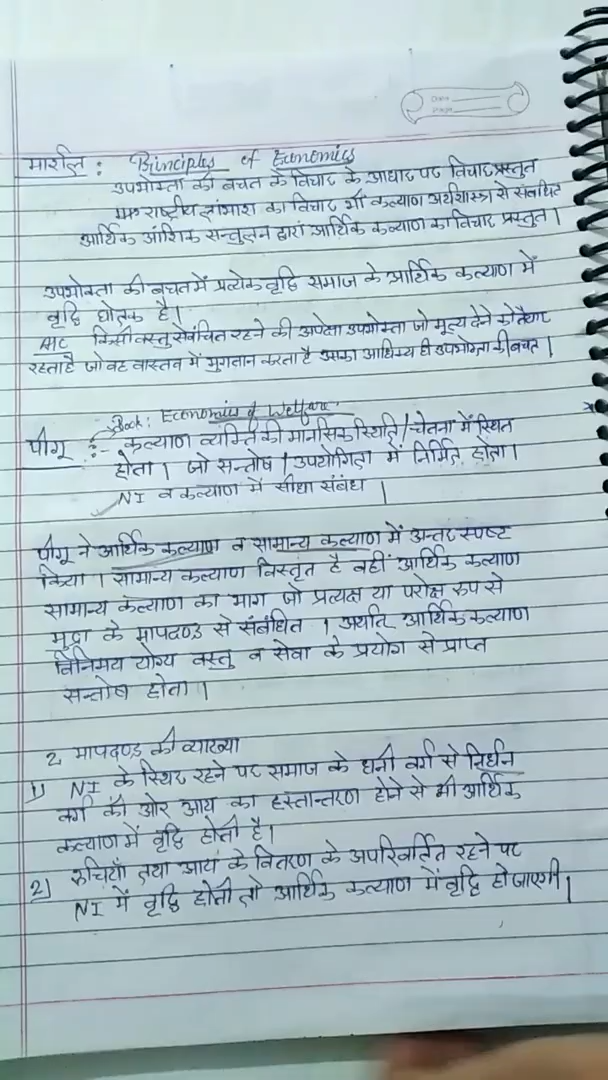 मार्शल : Principles of Economics
उपभोक्ता की बचत के विचार के आधार पर विचार प्रस्तुत
राष्ट्रीय लाभांश का विचार भी कल्याण अर्थशास्त्र से संबंधित
आर्थिक आंशिक सन्तुलन द्वारा आर्थिक कल्याण का विचार प्रस्तुत।
उपभोक्ता की बचत में प्रत्येक वृद्धि समाज के आर्थिक कल्याण में
वृद्धि द्योतक है।
A/c किसी वस्तु से वंचित रहने की अपेक्षा उपभोक्ता जो मूल्य देने को तैयार
रहता है जो वह वास्तव में भुगतान करता है उसका आधिक्य ही उपभोक्ता की बचत।
Book: Economics of Welfare
पीगू :- कल्याण व्यक्ति की मानसिक स्थिति / चेतना में स्थित
होता। जो सन्तोष / उपयोगिता में निर्मित होता।
NI व कल्याण में सीधा संबंध।
पीगू ने आर्थिक कल्याण व सामान्य कल्याण में अन्तर स्पष्ट
किया। सामान्य कल्याण विस्तृत है वहीं आर्थिक कल्याण
सामान्य कल्याण का भाग जो प्रत्यक्ष या परोक्ष रूप से
मुद्रा के मापदण्ड से संबंधित। अर्थात् आर्थिक कल्याण
विनिमय योग्य वस्तु व सेवा के प्रयोग से प्राप्त
सन्तोष होता।
2 मापदण्ड की व्याख्या
1) NI के स्थिर रहने पर समाज के धनी वर्ग से निर्धन
वर्ग की ओर आय का हस्तान्तरण होने से भी आर्थिक
कल्याण में वृद्धि होती है।
2) रुचियाँ तथा आय के वितरण के अपरिवर्तित रहने पर
NI में वृद्धि होती तो आर्थिक कल्याण में वृद्धि हो जाएगी।